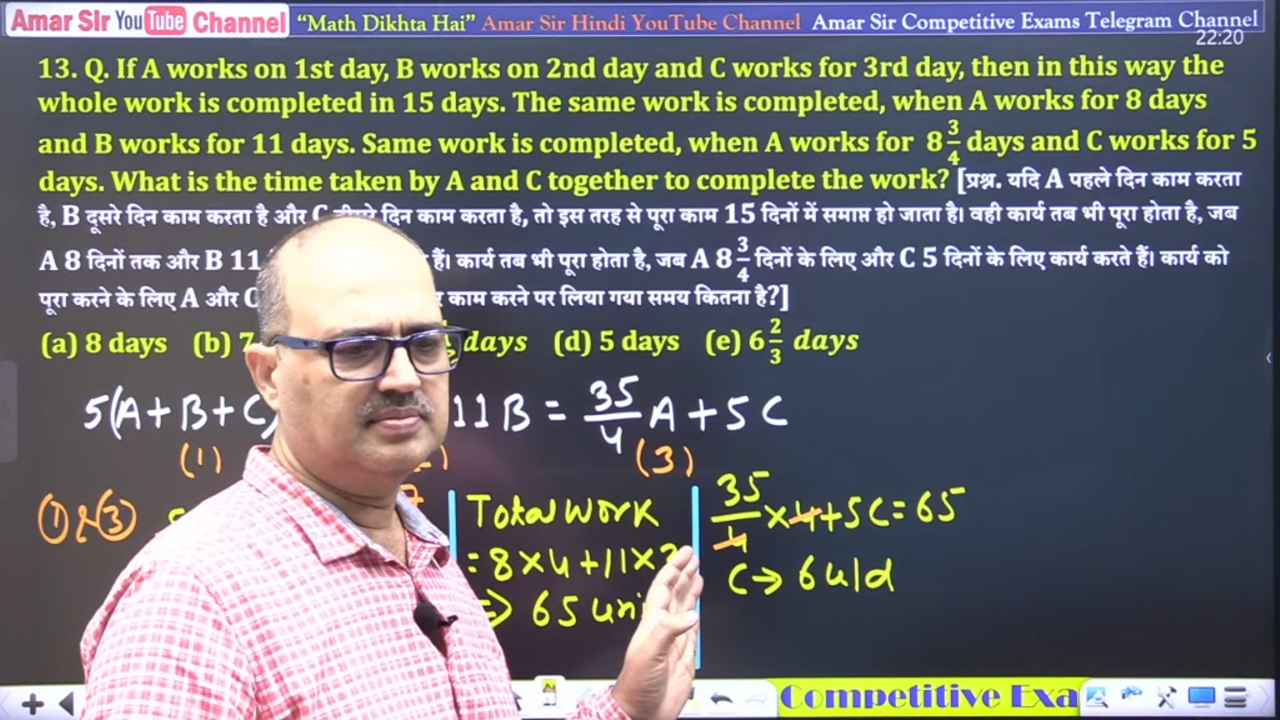 Amar SIr YouTube Channel “Math Dikhta Hai” Amar Sir Hindi YouTube Channel Amar Sir Competitive Exams Telegram Channel
22:20
13. Q. If A works on 1st day, B works on 2nd day and C works for 3rd day, then in this way the
whole work is completed in 15 days. The same work is completed, when A works for 8 days
and B works for 11 days. Same work is completed, when A works for 8 3/4 days and C works for 5
days. What is the time taken by A and C together to complete the work? [प्रश्न. यदि A पहले दिन काम करता
है, B दूसरे दिन काम करता है और C दिन काम करता है, तो इस तरह से पूरा काम 15 दिनों में समाप्त हो जाता है। वही कार्य तब भी पूरा होता है, जब
A 8 दिनों तक और B 11 हैं। कार्य तब भी पूरा होता है, जब A 8 3/4 दिनों के लिए और C 5 दिनों के लिए कार्य करते हैं। कार्य को
पूरा करने के लिए A और काम करने पर लिया गया समय कितना है?]
(a) 8 days (b) 7 days (d) 5 days (e) 6 2/3 days
5(A+B+C) 11B = 35/4 A + 5C
(1) (3)
(1) & (3)
Total work
= 8×4+11×
⇒ 65
35/4 ×4+5C=65
C→ 6u/d
Competitive Exa